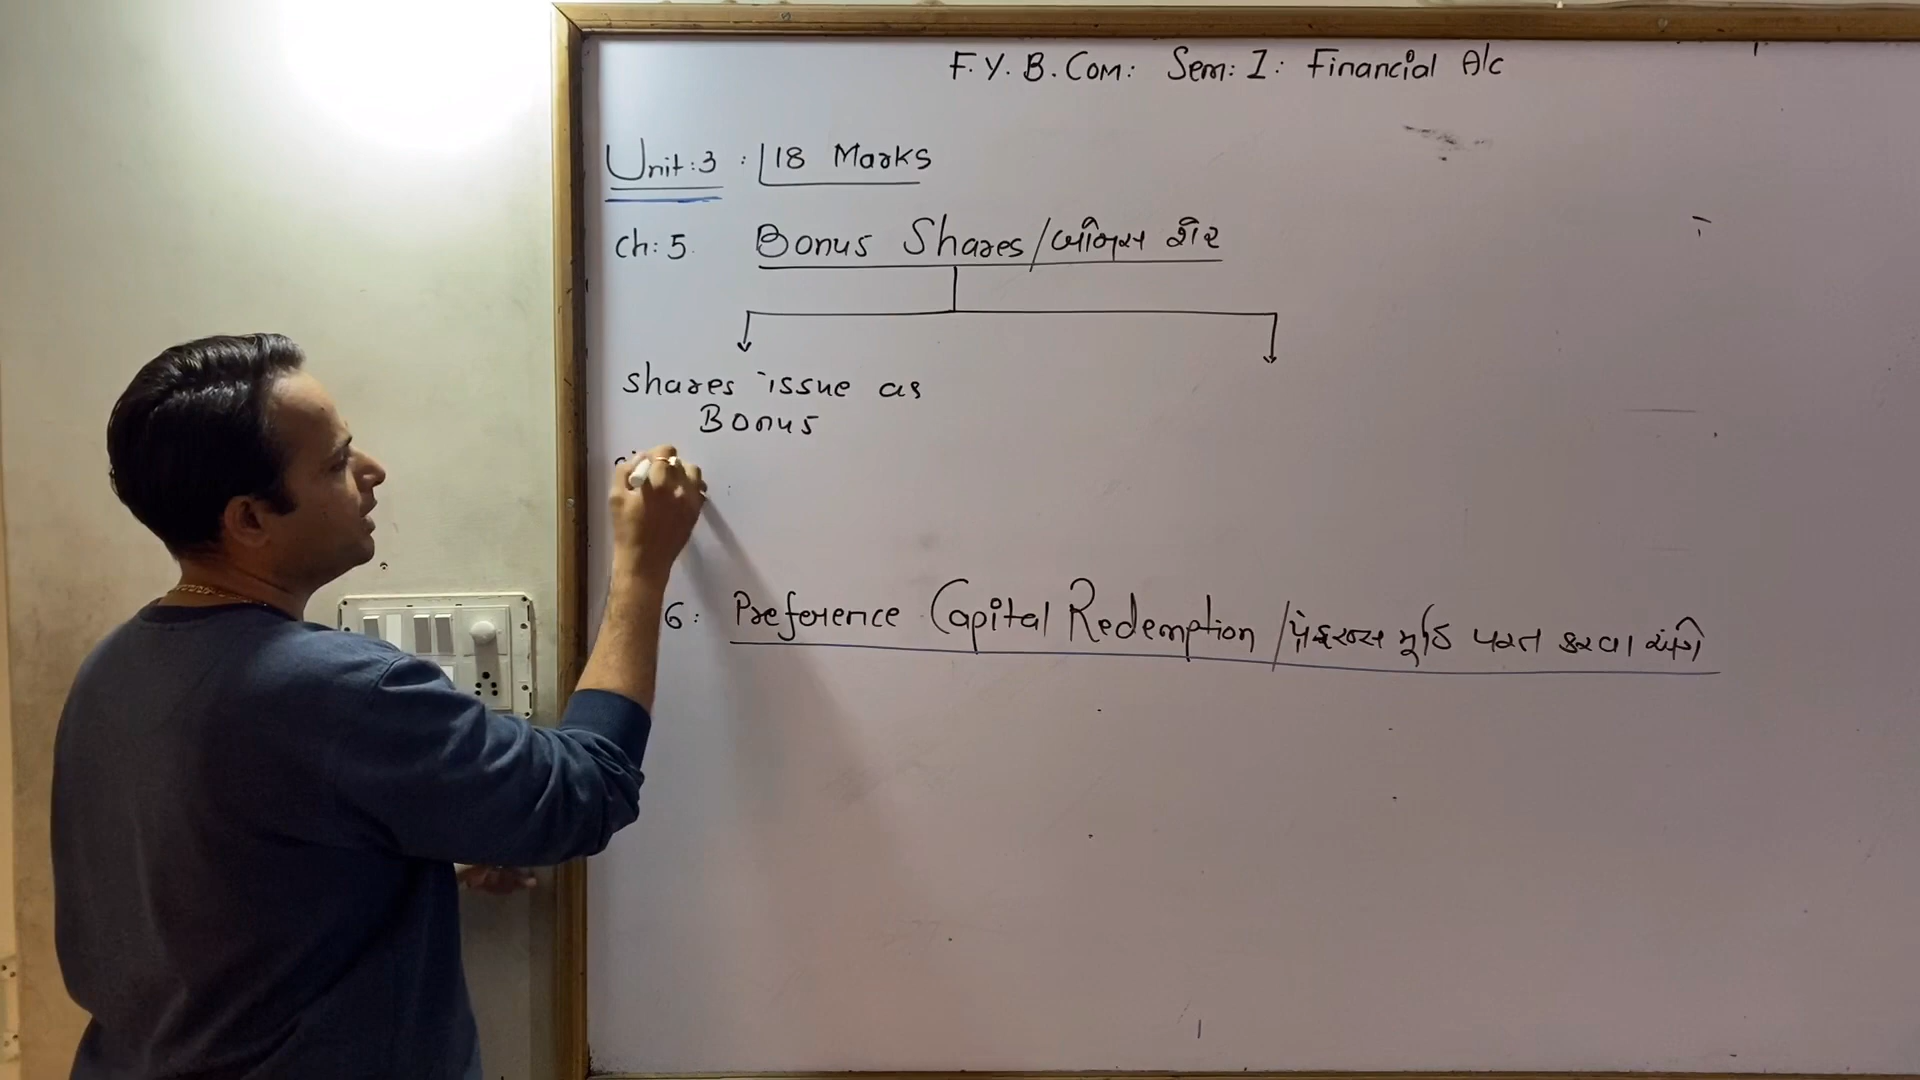 F. Y. B. Com: Sem: I: Financial A/c
Unit: 3 : 18 Marks
Ch: 5. Bonus Shares/બોનસ શેર
shares issue as
Bonus
6: Preference Capital Redemption/પ્રેફરન્સ મૂડી પરત કરવા અંગે